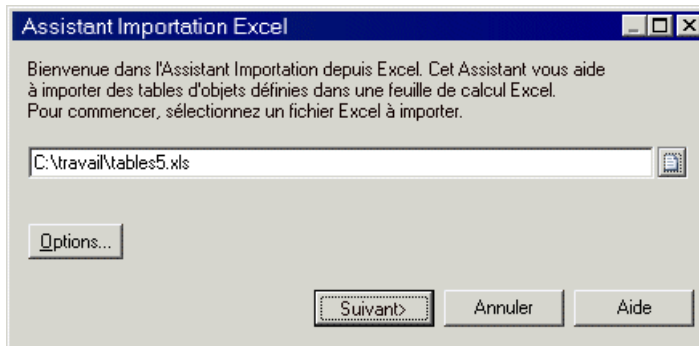 Assistant Importation Excel
Bienvenue dans l'Assistant Importation depuis Excel. Cet Assistant vous aide
à importer des tables d'objets définies dans une feuille de calcul Excel.
Pour commencer, sélectionnez un fichier Excel à importer.
C:\travail\tables5.xls
Options...
Suivant> Annuler Aide